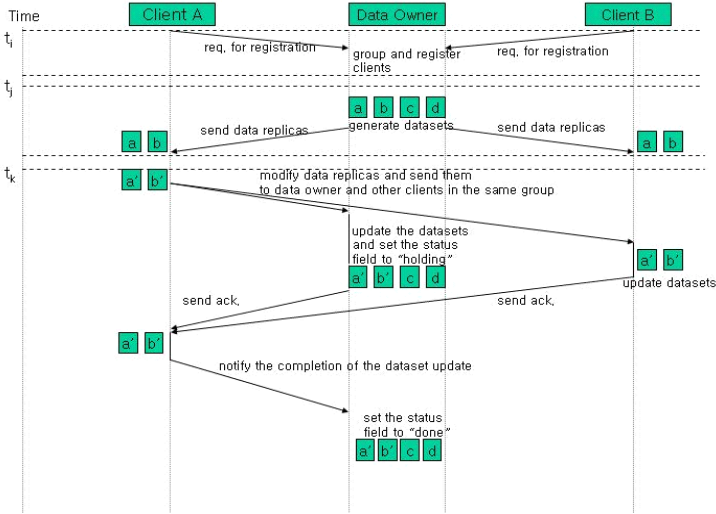 Time
Client A
Data Owner
Client B
ti
req. for registration
group and register
clients
req. for registration
tj
a b c d
generate datasets
send data replicas
send data replicas
a b
a b
tk
a' b'
modify data replicas and send them
to data owner and other clients in the same group
update the datasets
and set the status
field to "holding"
a' b' c d
a' b'
update datasets
send ack.
send ack.
a' b'
notify the completion of the dataset update
set the status
field to "done"
a' b' c d